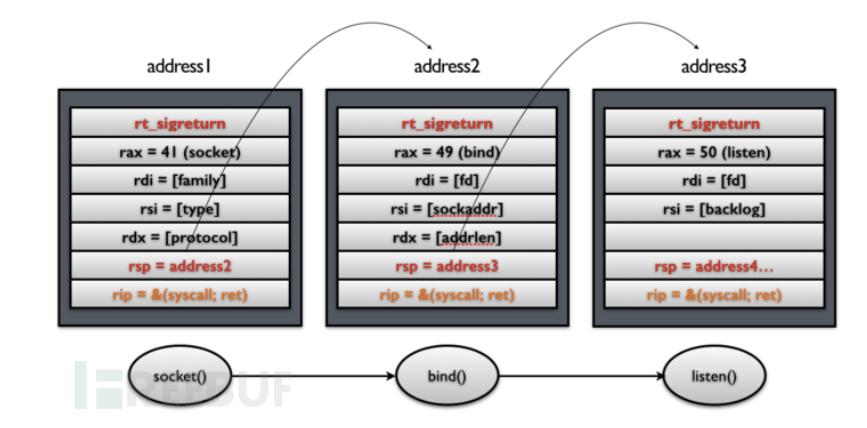 address1
address2
address3
rt_sigreturn
rax = 41 (socket)
rdi = [family]
rsi = [type]
rdx = [protocol]
rsp = address2
rip = &(syscall; ret)
rt_sigreturn
rax = 49 (bind)
rdi = [fd]
rsi = [sockaddr]
rdx = [addrlen]
rsp = address3
rip = &(syscall; ret)
rt_sigreturn
rax = 50 (listen)
rdi = [fd]
rsi = [backlog]
rsp = address4...
rip = &(syscall; ret)
socket()
bind()
listen()
FREEBUF